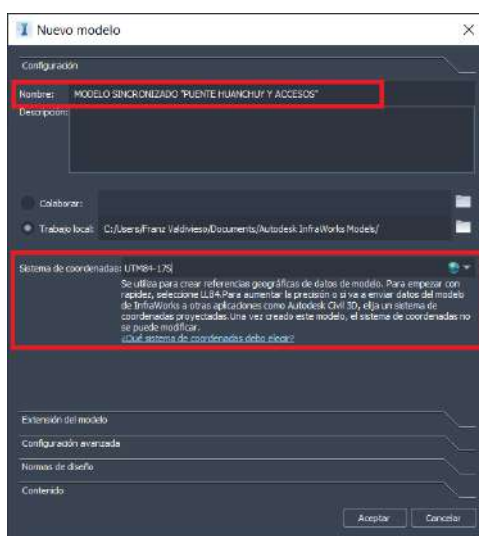 Nuevo modelo
Configuración
Nombre: MODELO SINCRONIZADO "PUENTE HUANCHUY Y ACCESOS"
Descripción:
Colaborar:
Trabajo local: C:/Users/Franz Valdivieso/Documents/Autodesk InfraWorks Models/
Sistema de coordenadas: UTM84-17S
Se utiliza para crear referencias geográficas de datos de modelo. Para empezar con
rapidez, seleccione LL84.Para aumentar la precisión o si va a enviar datos del modelo
de InfraWorks a otras aplicaciones como Autodesk Civil 3D, elija un sistema de
coordenadas proyectadas.Una vez creado este modelo, el sistema de coordenadas no
se puede modificar.
¿Qué sistema de coordenadas debo elegir?
Extensión del modelo
Configuración avanzada
Normas de diseño
Contenido
Aceptar Cancelar